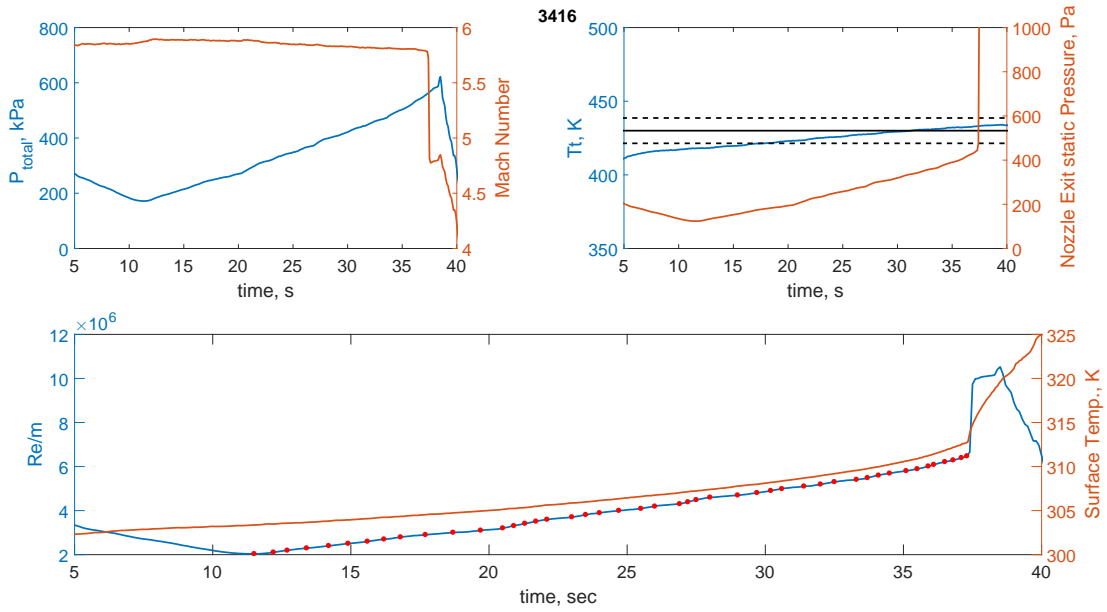 3416
800
600
400
200
0
P total, kPa
6
5.5
5
4.5
4
Mach Number
5 10 15 20 25 30 35 40
time, s
500
450
400
350
Tt, K
1000
800
600
400
200
0
Nozzle Exit static Pressure, Pa
5 10 15 20 25 30 35 40
time, s
×10^6
12
10
8
6
4
2
Re/m
325
320
315
310
305
300
Surface Temp., K
5 10 15 20 25 30 35 40
time, sec